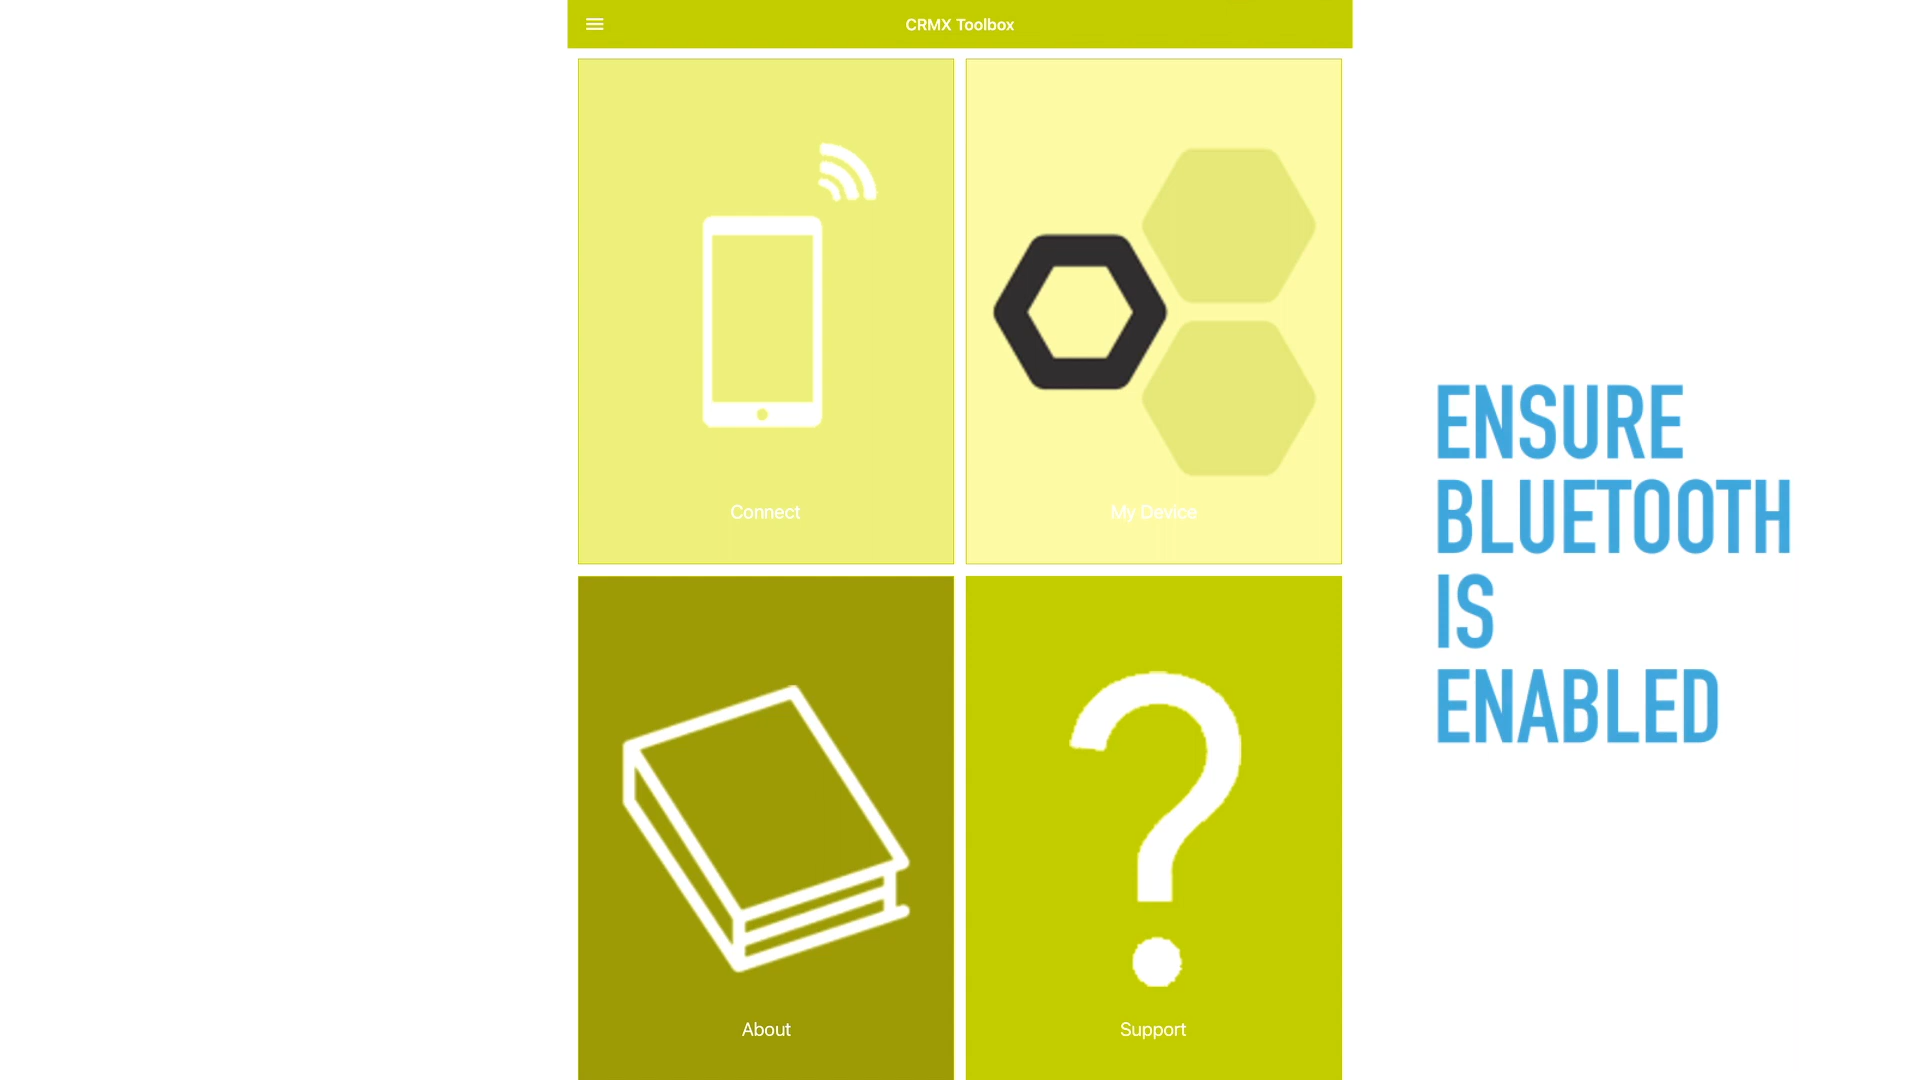 CRMX Toolbox
Connect
My Device
About
Support
ENSURE
BLUETOOTH
IS
ENABLED